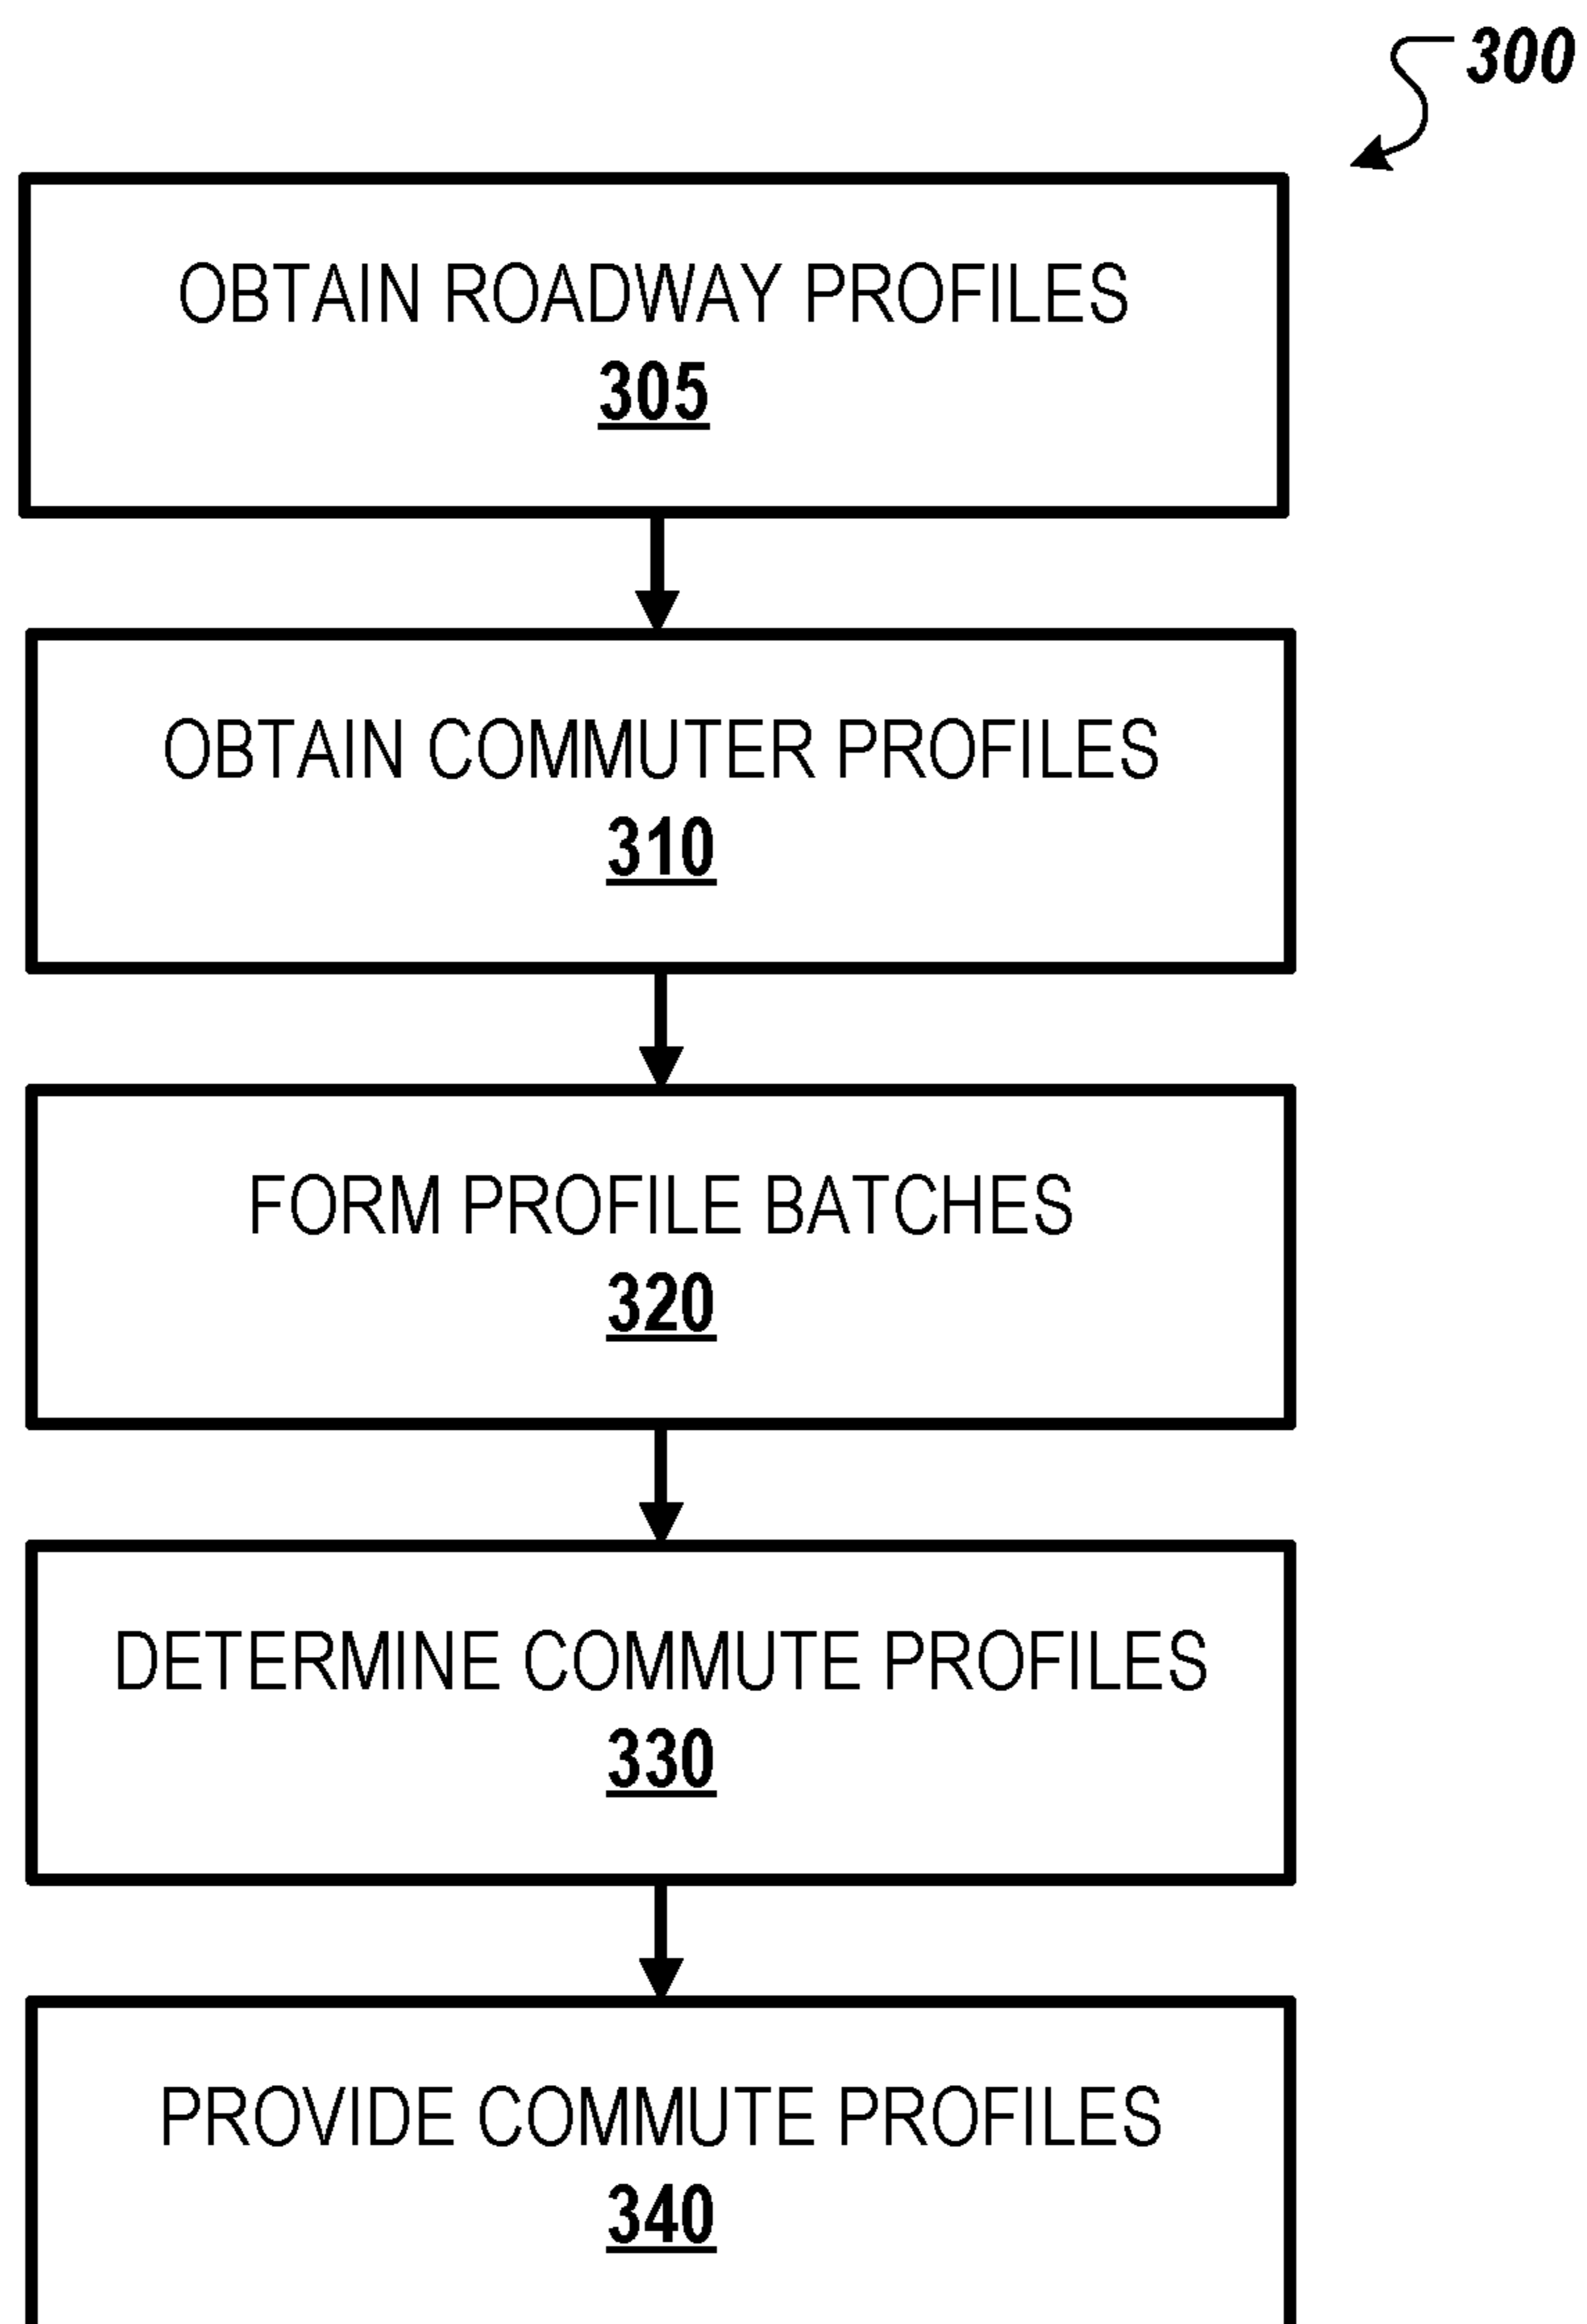 300
OBTAIN ROADWAY PROFILES
305
OBTAIN COMMUTER PROFILES
310
FORM PROFILE BATCHES
320
DETERMINE COMMUTE PROFILES
330
PROVIDE COMMUTE PROFILES
340